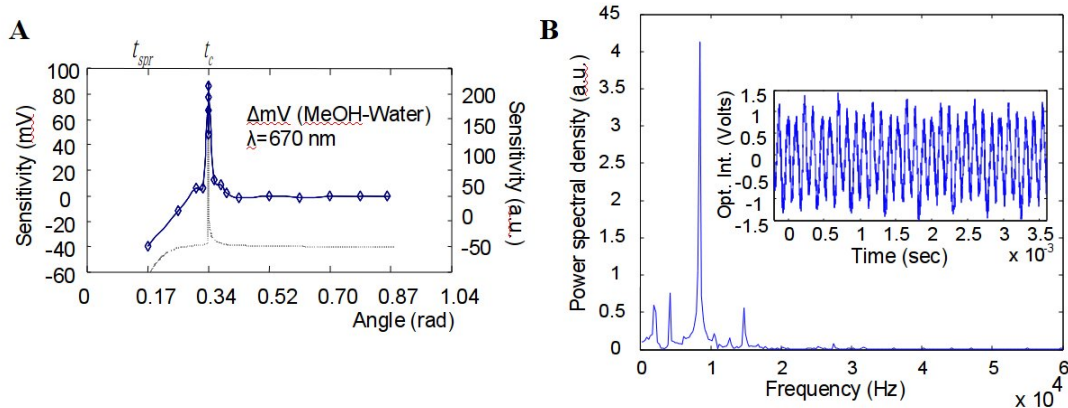 A
t_spr t_c
100
80
60
40
20
0
-20
-40
-60
Sensitivity (mV)
ΔmV (MeOH-Water)
λ=670 nm
200
150
100
50
0
-50
Sensitivity (a.u.)
0 0.17 0.34 0.52 0.69 0.87 1.04
Angle (rad)
B
45
4
3.5
3
2.5
2
1.5
1
0.5
0
Power spectral density (a.u.)
1.5
1
0.5
0
-0.5
-1
-1.5
Opt. Int. (Volts)
0 0.5 1 1.5 2 2.5 3 3.5
Time (sec) x 10⁻³
0 1 2 3 4 5 6
Frequency (Hz) x 10⁴